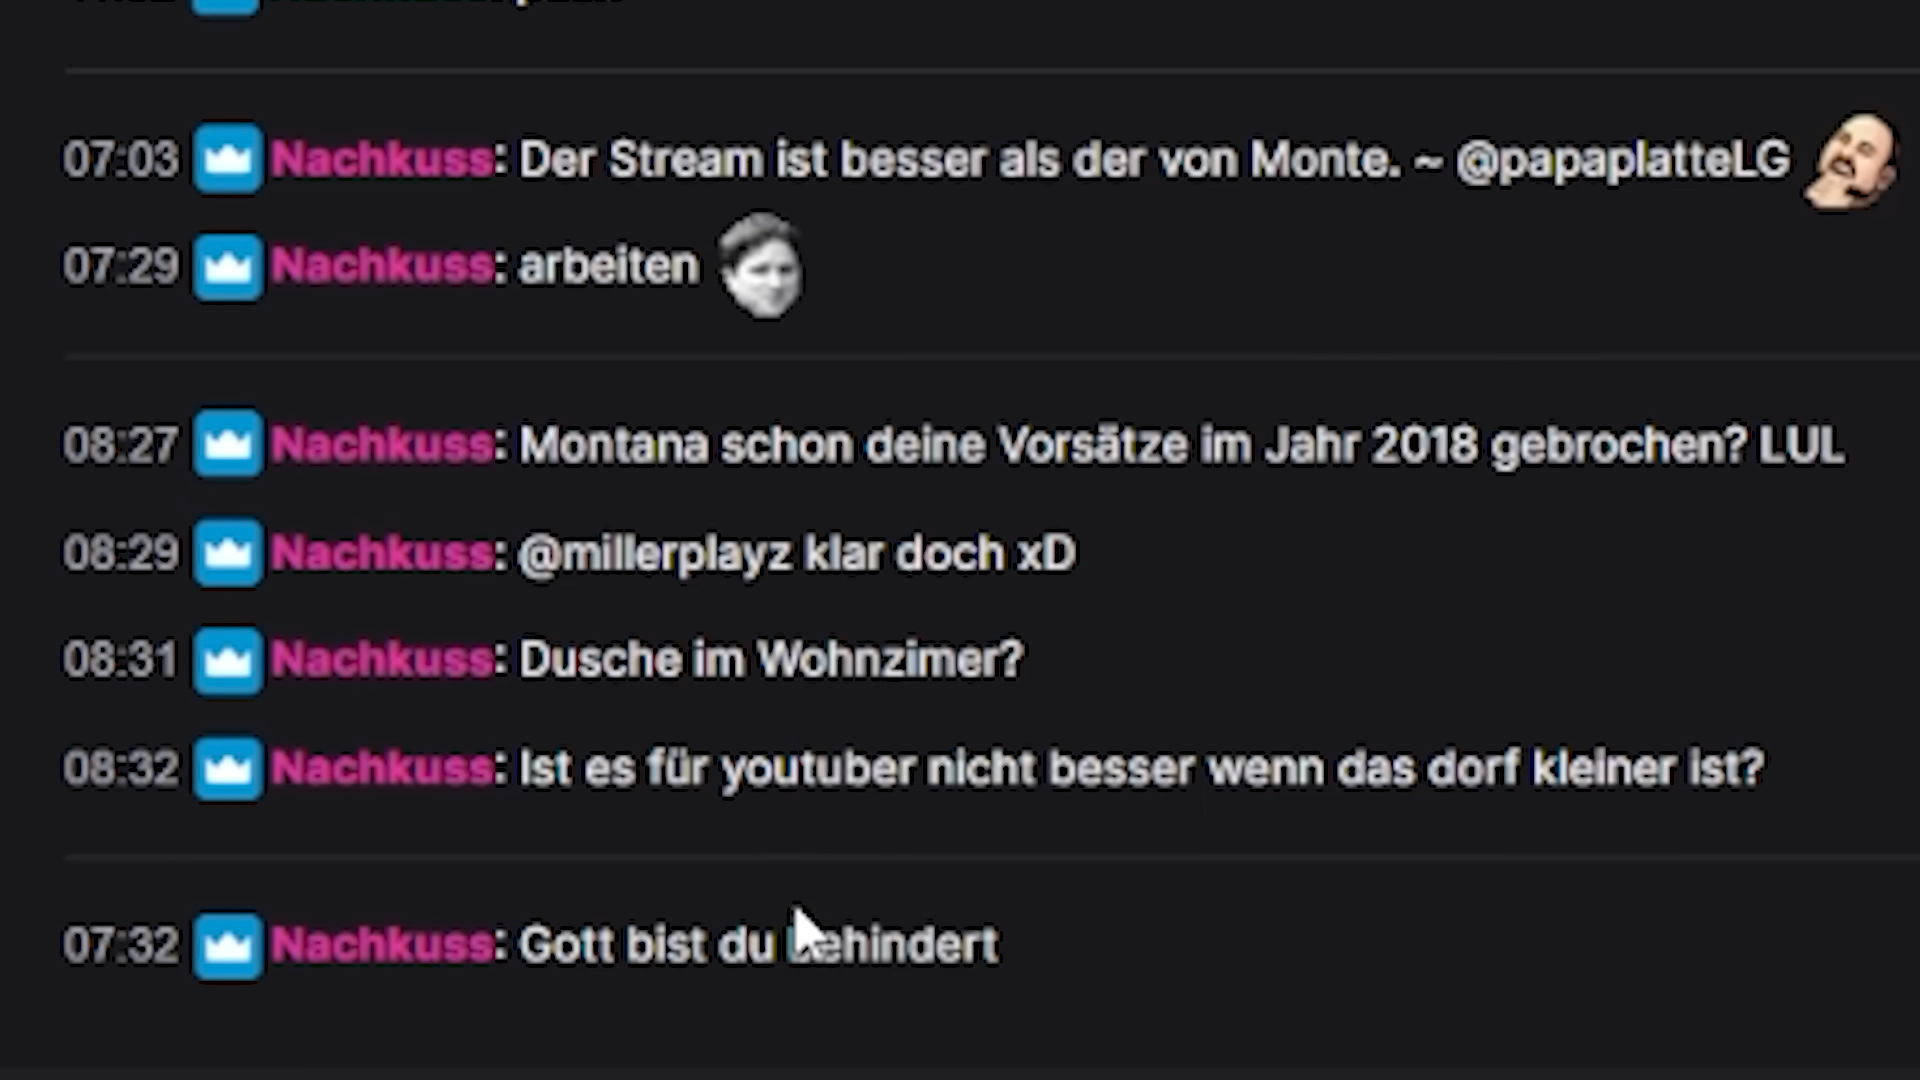 07:03 Nachkuss: Der Stream ist besser als der von Monte. ~ @papaplatteLG
07:29 Nachkuss: arbeiten
08:27 Nachkuss: Montana schon deine Vorsätze im Jahr 2018 gebrochen? LUL
08:29 Nachkuss: @millerplayz klar doch xD
08:31 Nachkuss: Dusche im Wohnzimer?
08:32 Nachkuss: Ist es für youtuber nicht besser wenn das dorf kleiner ist?
07:32 Nachkuss: Gott bist du behindert